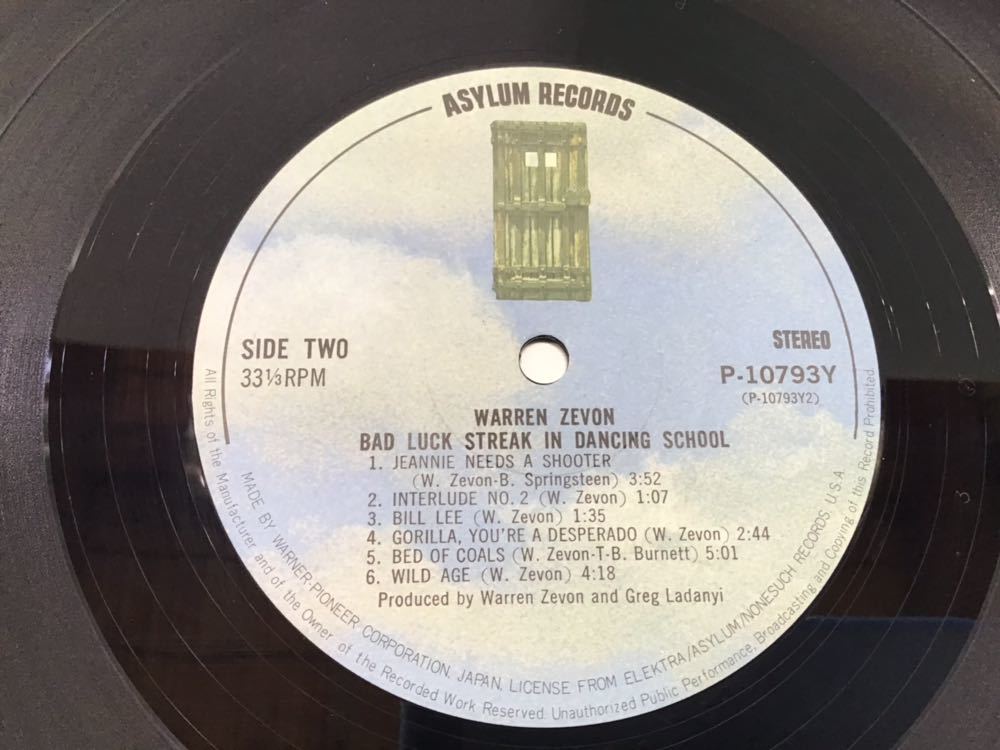 ASYLUM RECORDS
SIDE TWO
33⅓RPM
STEREO
P-10793Y
(P-10793Y2)
WARREN ZEVON
BAD LUCK STREAK IN DANCING SCHOOL
1. JEANNIE NEEDS A SHOOTER
(W. Zevon-B. Springsteen) 3:52
2. INTERLUDE NO. 2 (W. Zevon) 1:07
3. BILL LEE (W. Zevon) 1:35
4. GORILLA, YOU'RE A DESPERADO (W. Zevon) 2:44
5. BED OF COALS (W. Zevon-T-B. Burnett) 5:01
6. WILD AGE (W. Zevon) 4:18
Produced by Warren Zevon and Greg Ladanyi
MADE BY WARNER-PIONEER CORPORATION, JAPAN, LICENSE FROM ELEKTRA/ASYLUM/NONESUCH RECORDS, U.S.A.
All Rights of the Manufacturer and of the Owner of the Recorded Work Reserved. Unauthorized Public Performance, Broadcasting and Copying of this Record Prohibited.